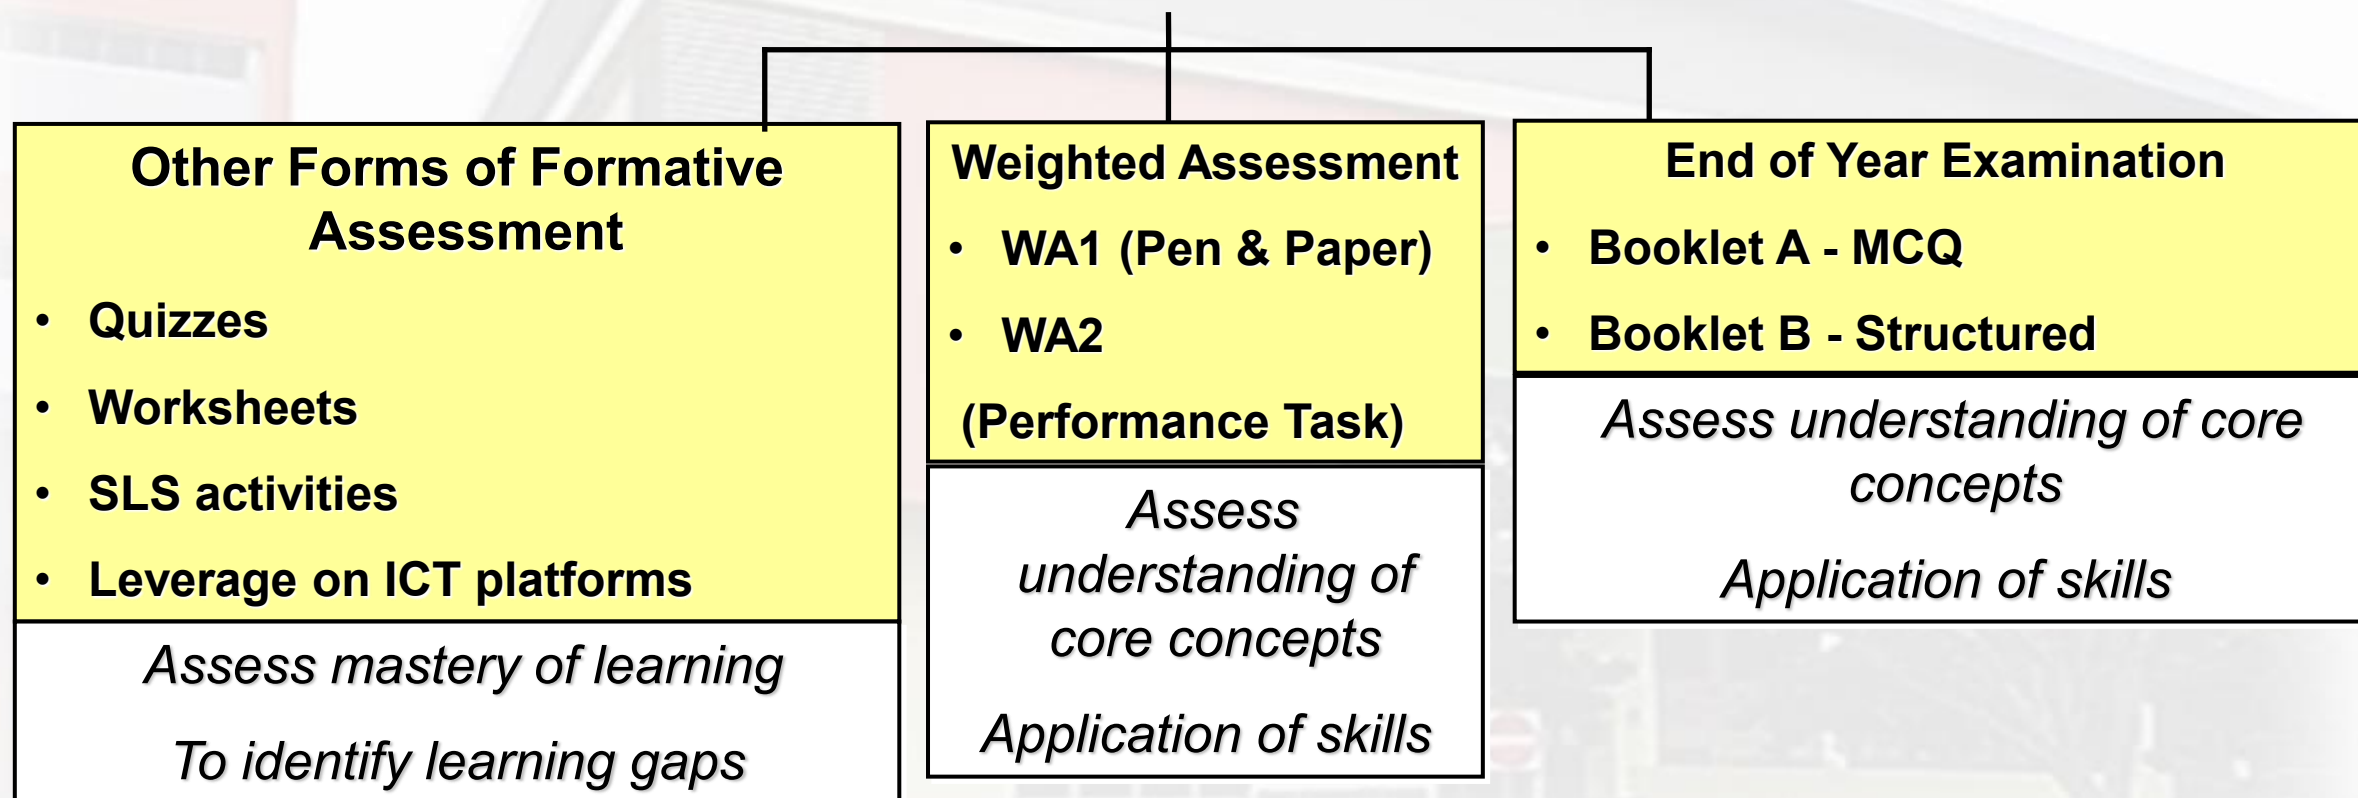 Other Forms of Formative
Assessment
• Quizzes
• Worksheets
• SLS activities
• Leverage on ICT platforms
Assess mastery of learning
To identify learning gaps
Weighted Assessment
• WA1 (Pen & Paper)
• WA2
(Performance Task)
Assess
understanding of
core concepts
Application of skills
End of Year Examination
• Booklet A - MCQ
• Booklet B - Structured
Assess understanding of core
concepts
Application of skills